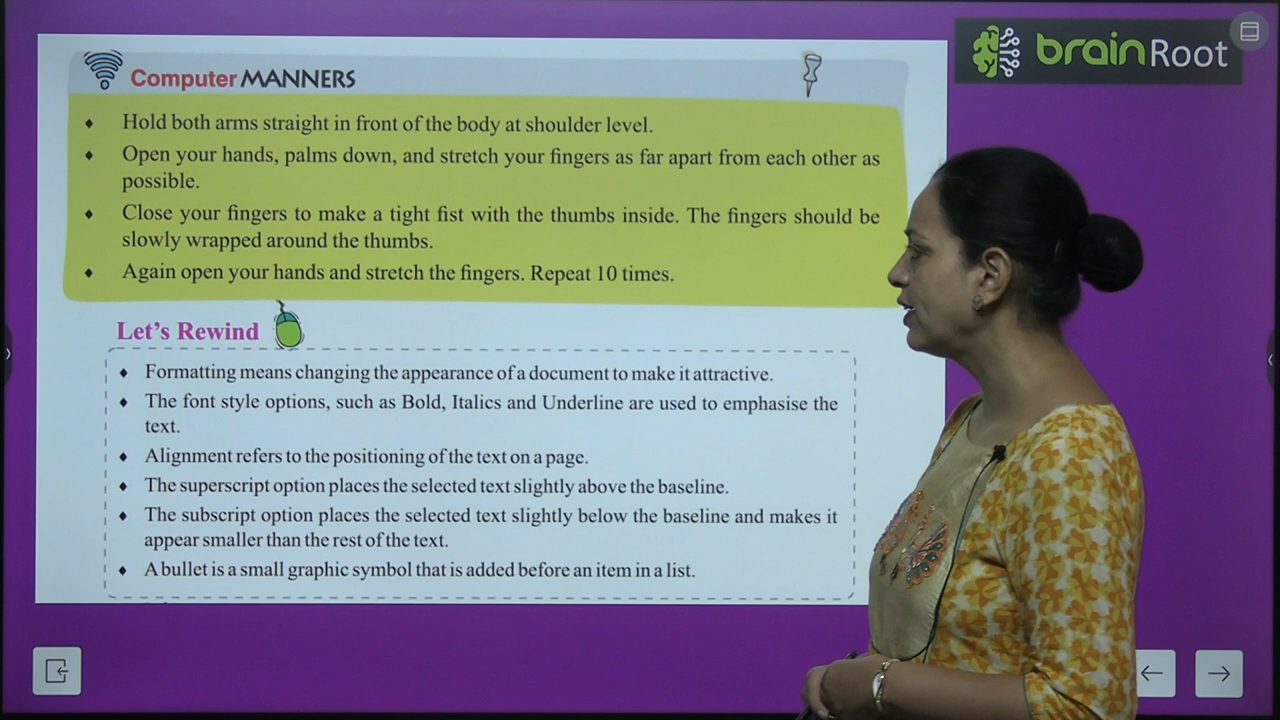 brainRoot
Computer MANNERS
♦ Hold both arms straight in front of the body at shoulder level.
♦ Open your hands, palms down, and stretch your fingers as far apart from each other as
possible.
♦ Close your fingers to make a tight fist with the thumbs inside. The fingers should be
slowly wrapped around the thumbs.
♦ Again open your hands and stretch the fingers. Repeat 10 times.
Let's Rewind
♦ Formatting means changing the appearance of a document to make it attractive.
♦ The font style options, such as Bold, Italics and Underline are used to emphasise the
text.
♦ Alignment refers to the positioning of the text on a page.
♦ The superscript option places the selected text slightly above the baseline.
♦ The subscript option places the selected text slightly below the baseline and makes it
appear smaller than the rest of the text.
♦ A bullet is a small graphic symbol that is added before an item in a list.